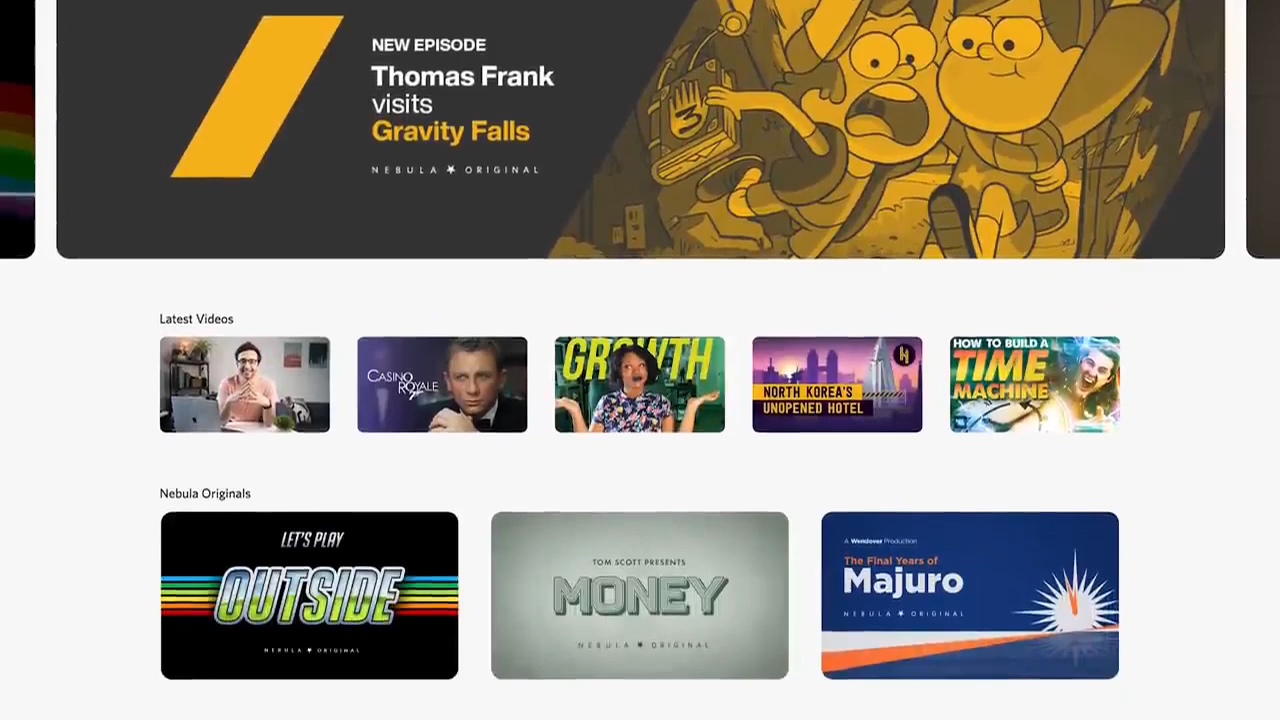 NEW EPISODE
Thomas Frank
visits
Gravity Falls
NEBULA ★ ORIGINAL
3
Latest Videos
CASINO
ROYALE
007
GROWTH
NORTH KOREA'S
UNOPENED HOTEL
HOW TO BUILD A
TIME
MACHINE
Nebula Originals
LET'S PLAY
OUTSIDE
NEBULA ★ ORIGINAL
TOM SCOTT PRESENTS
MONEY
NEBULA ★ ORIGINAL
A Wendover Production
The Final Years of
Majuro
NEBULA ★ ORIGINAL